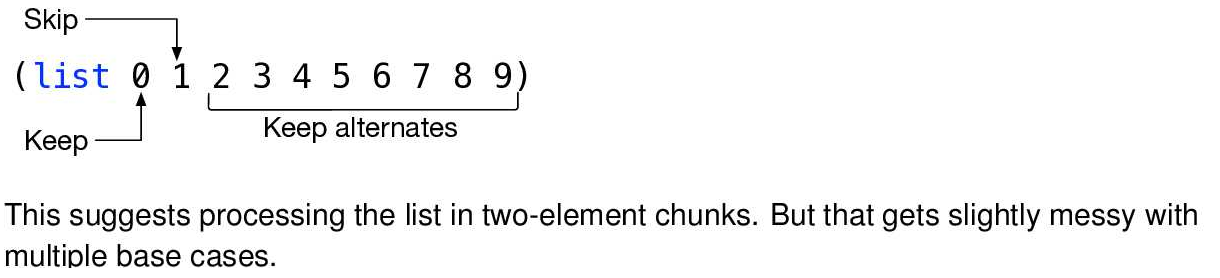 Skip
(list 0 1 2 3 4 5 6 7 8 9)
Keep alternates
Keep
This suggests processing the list in two-element chunks. But that gets slightly messy with
multiple base cases.